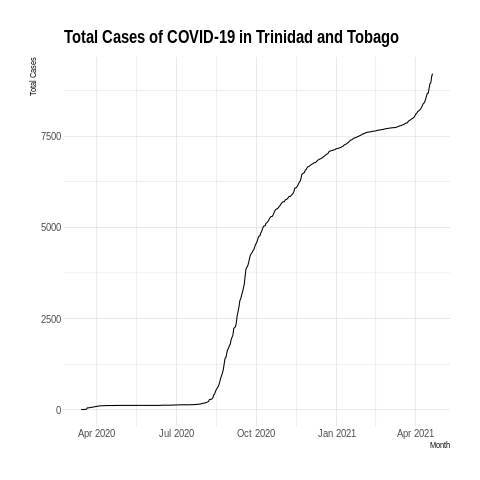 Total Cases of COVID-19 in Trinidad and Tobago
Total Cases
7500
5000
2500
0
Apr 2020 Jul 2020 Oct 2020 Jan 2021 Apr 2021
Month